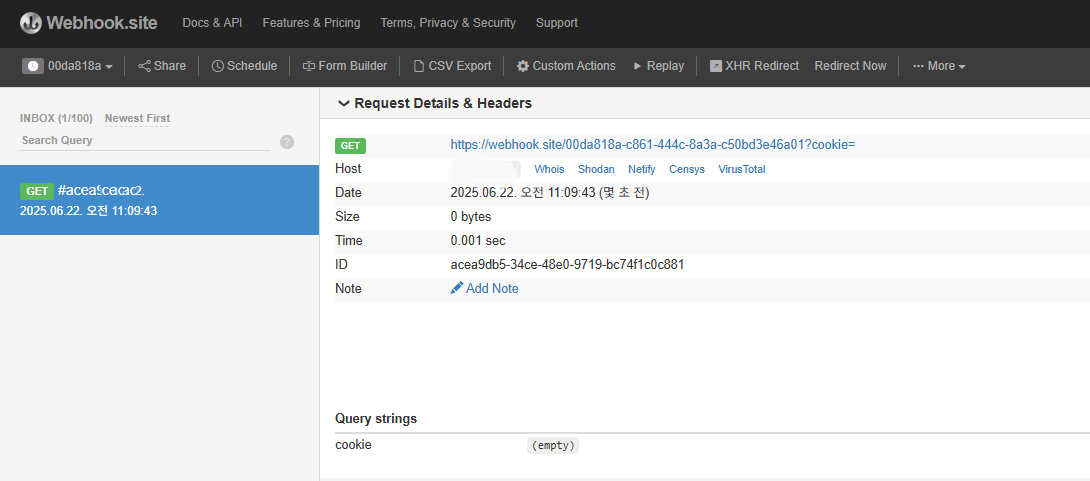 Webhook.site Docs & API Features & Pricing Terms, Privacy & Security Support
00da818a Share Schedule Form Builder CSV Export Custom Actions Replay XHR Redirect Redirect Now ··· More
INBOX (1/100) Newest First
Search Query ?
GET
2025.06.22. 오전 11:09:43
Request Details & Headers
GET https://webhook.site/00da818a-c861-444c-8a3a-c50bd3e46a01?cookie=
Host Whois Shodan Netify Censys VirusTotal
Date 2025.06.22. 오전 11:09:43 (몇 초 전)
Size 0 bytes
Time 0.001 sec
ID acea9db5-34ce-48e0-9719-bc74f1c0c881
Note Add Note
Query strings
cookie (empty)